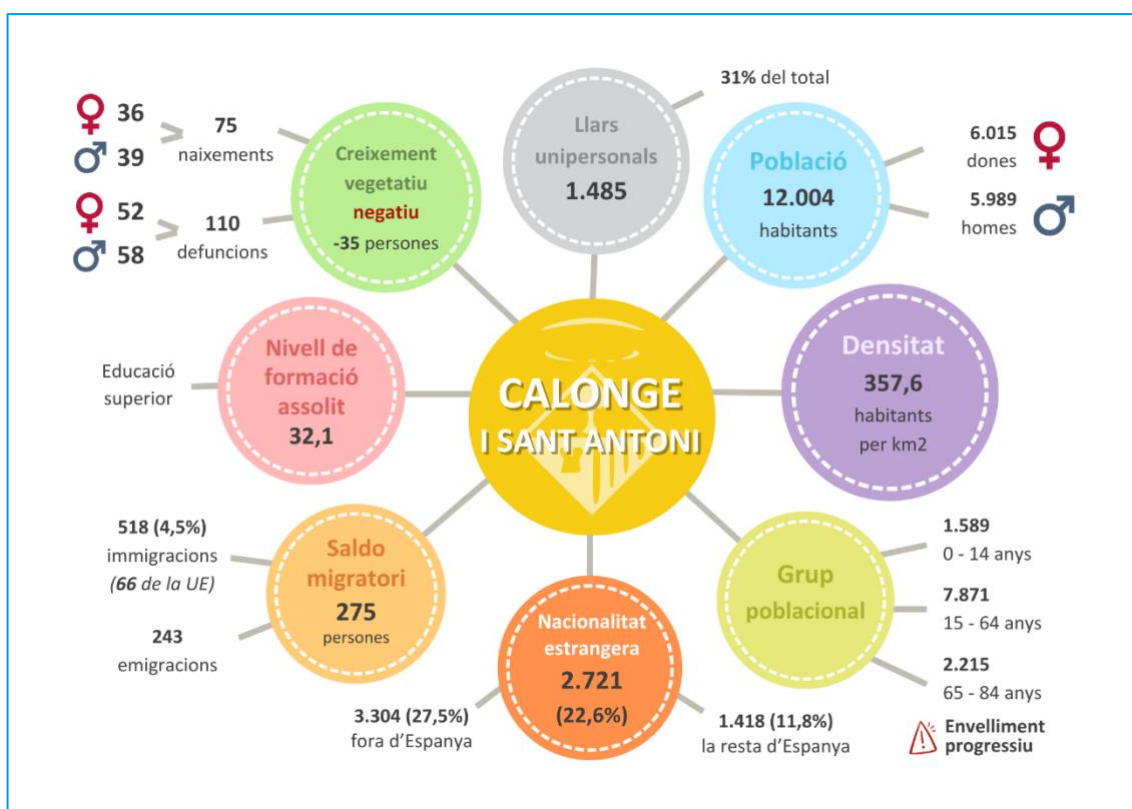 36
39
75
naixements
52
58
110
defuncions
Creixement
vegetatiu
negatiu
-35 persones
31% del total
Llars
unipersonals
1.485
Població
12.004
habitants
6.015
dones
5.989
homes
Educació
superior
Nivell de
formació
assolit
32,1
CALONGE
I SANT ANTONI
Densitat
357,6
habitants
per km2
518 (4,5%)
immigracions
(66 de la UE)
243
emigracions
Saldo
migratori
275
persones
Nacionalitat
estrangera
2.721
(22,6%)
3.304 (27,5%)
fora d’Espanya
1.418 (11,8%)
la resta d’Espanya
Grup
poblacional
1.589
0 - 14 anys
7.871
15 - 64 anys
2.215
65 - 84 anys
Envelliment
progressiu